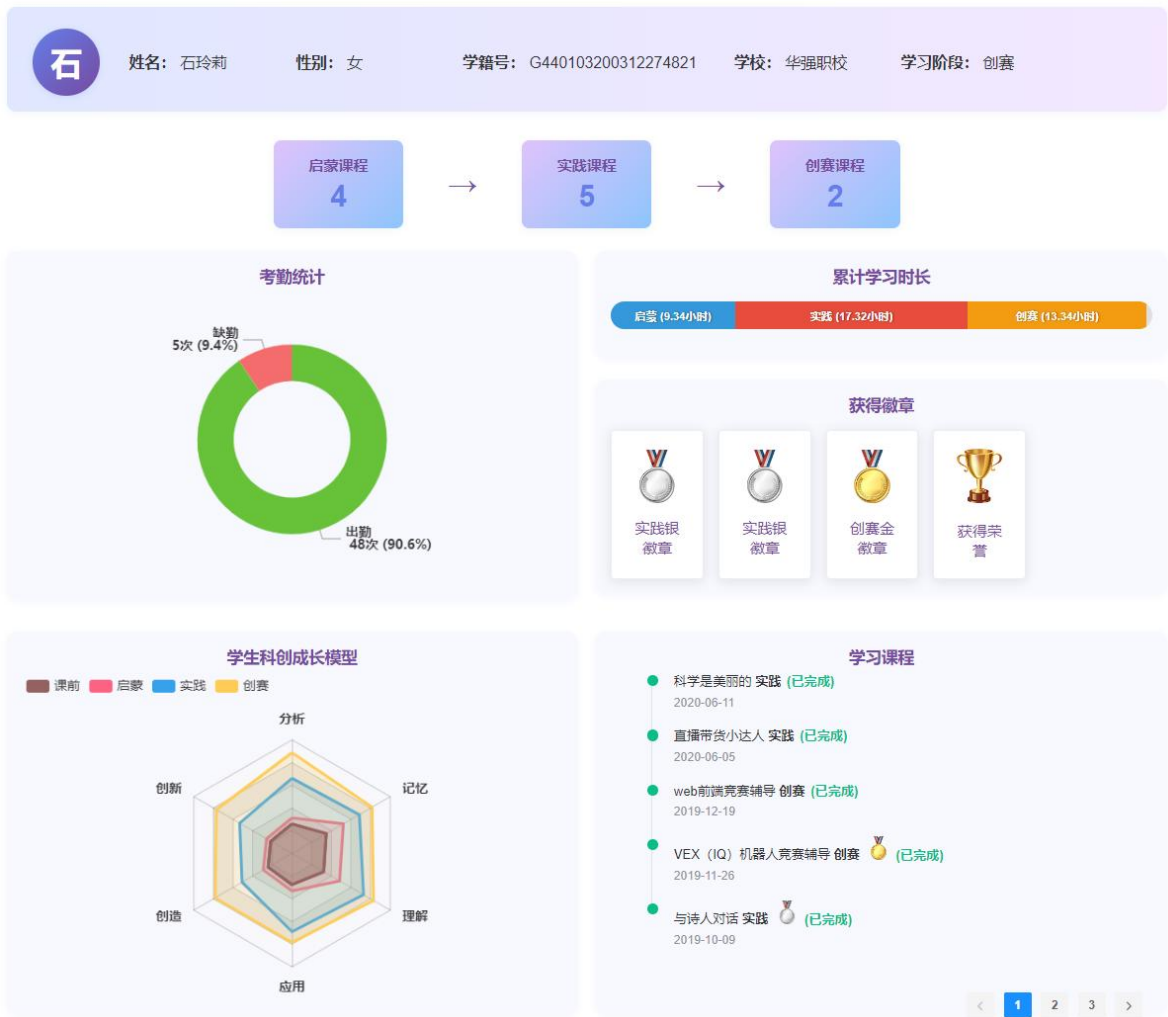 石
姓名： 石玲莉 性别： 女 学籍号： G440103200312274821 学校： 华强职校 学习阶段： 创赛
启蒙课程
4
→
实践课程
5
→
创赛课程
2
考勤统计
缺勤
5次 (9.4%)
出勤
48次 (90.6%)
累计学习时长
启蒙 (9.34小时) 实践 (17.32小时) 创赛 (13.34小时)
获得徽章
实践银
徽章
实践银
徽章
创赛金
徽章
获得荣
誉
学生科创成长模型
课前 启蒙 实践 创赛
分析
创新
记忆
创造
理解
应用
学习课程
科学是美丽的 实践 (已完成)
2020-06-11
直播带货小达人 实践 (已完成)
2020-06-05
web前端竞赛辅导 创赛 (已完成)
2019-12-19
VEX（IQ）机器人竞赛辅导 创赛 (已完成)
2019-11-26
与诗人对话 实践 (已完成)
2019-10-09
< 1 2 3 >